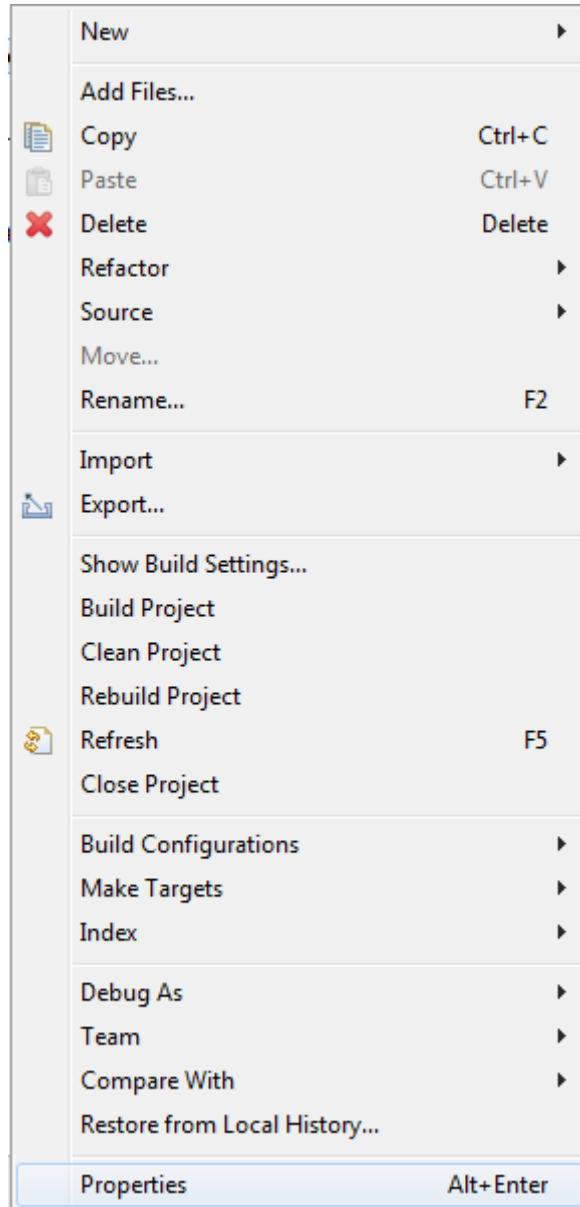 New
Add Files...
Copy Ctrl+C
Paste Ctrl+V
Delete Delete
Refactor
Source
Move...
Rename... F2
Import
Export...
Show Build Settings...
Build Project
Clean Project
Rebuild Project
Refresh F5
Close Project
Build Configurations
Make Targets
Index
Debug As
Team
Compare With
Restore from Local History...
Properties Alt+Enter